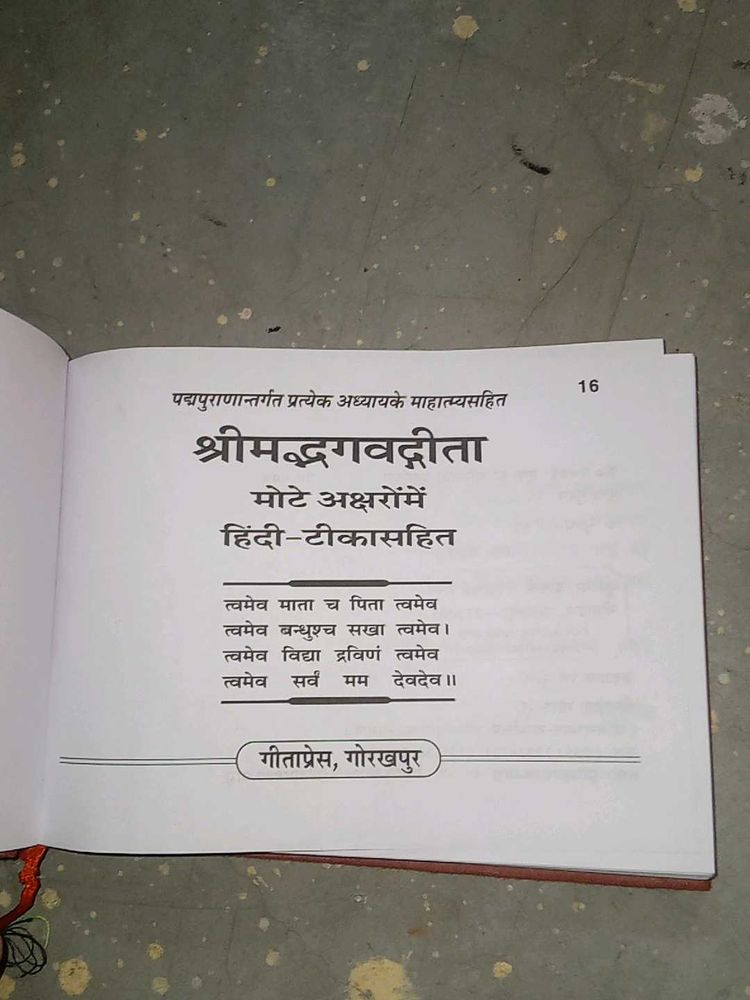 16
पद्मपुराणान्तर्गत प्रत्येक अध्यायके माहात्म्यसहित
श्रीमद्भगवद्गीता
मोटे अक्षरोंमें
हिंदी-टीकासहित
त्वमेव माता च पिता त्वमेव
त्वमेव बन्धुश्च सखा त्वमेव।
त्वमेव विद्या द्रविणं त्वमेव
त्वमेव सर्वं मम देवदेव॥
गीताप्रेस, गोरखपुर